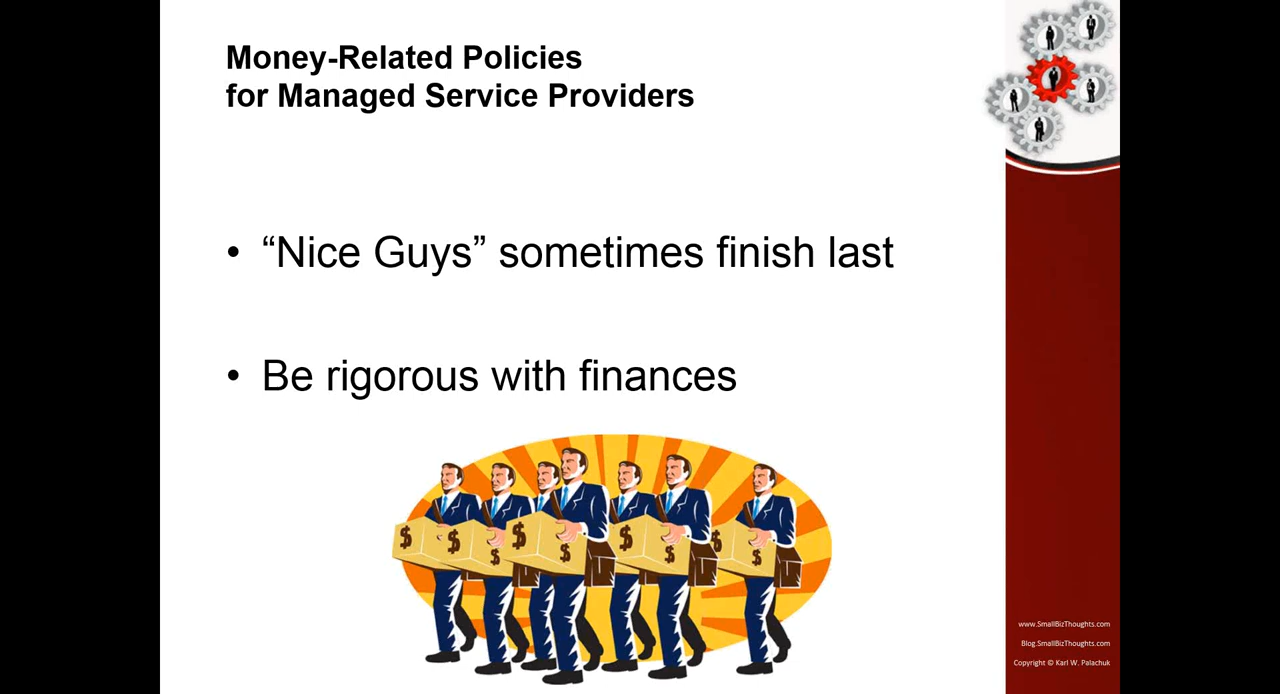 Money-Related Policies
for Managed Service Providers
• “Nice Guys” sometimes finish last
• Be rigorous with finances
$ $ $ $ $ $ $ $ $ $
www.SmallBizThoughts.com
Blog.SmallBizThoughts.com
Copyright © Karl W. Palachuk